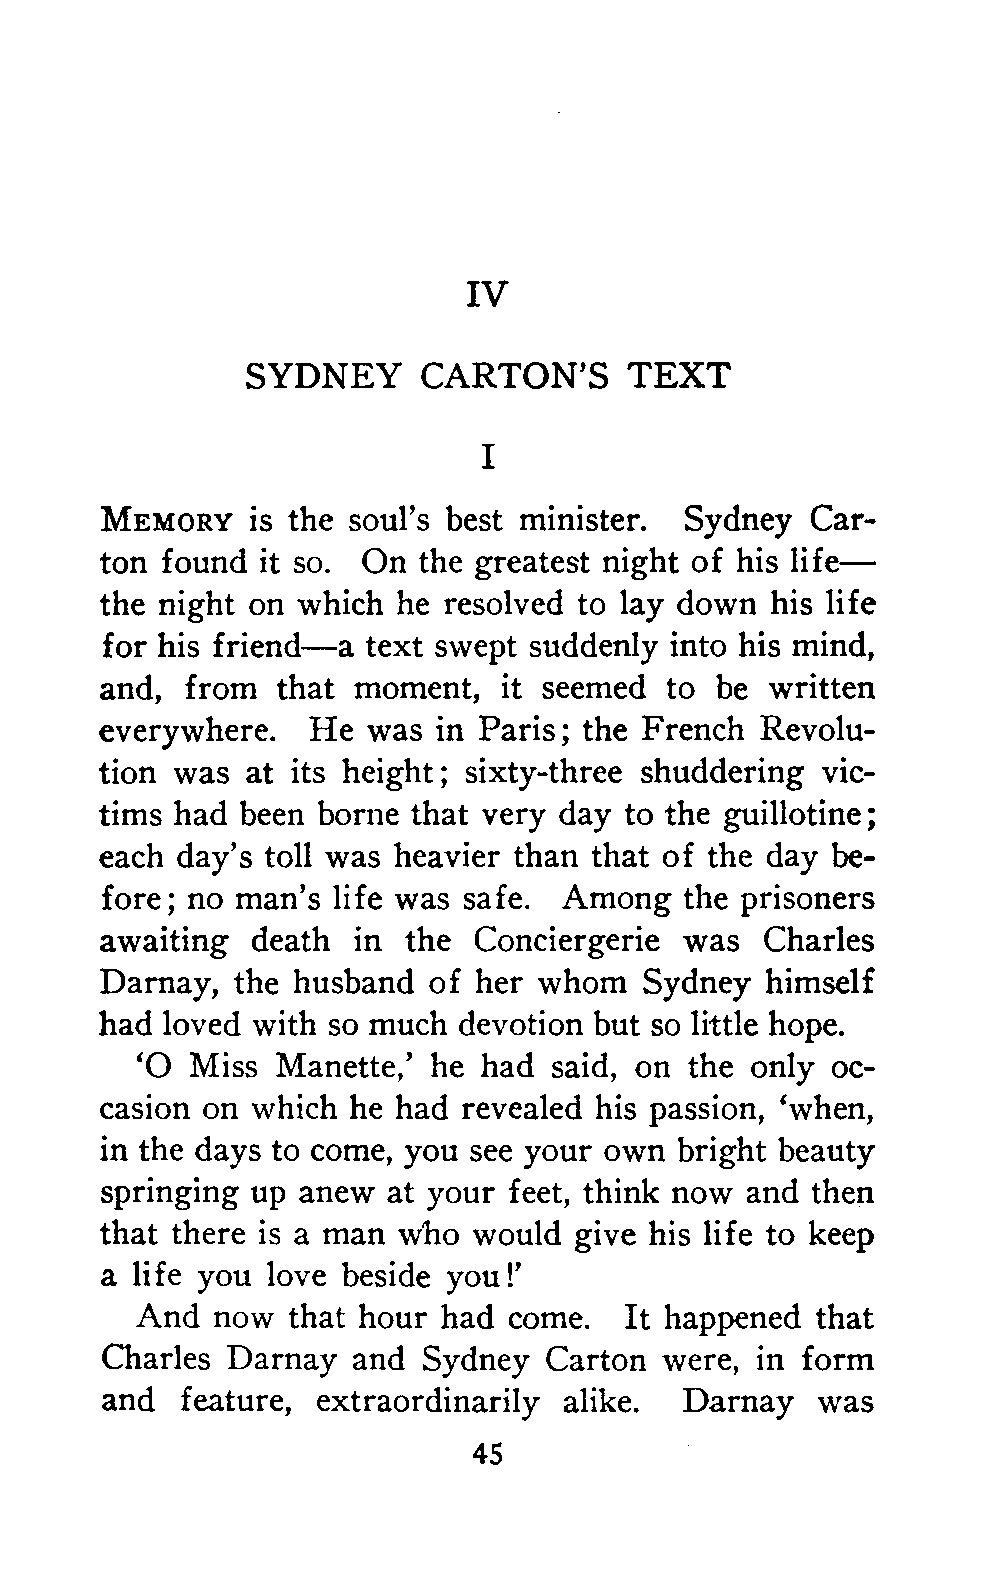 IV
SYDNEY CARTON'S TEXT
I
MEMORY is the soul's best minister. Sydney Car-
ton found it so. On the greatest night of his life—
the night on which he resolved to lay down his life
for his friend—a text swept suddenly into his mind,
and, from that moment, it seemed to be written
everywhere. He was in Paris; the French Revolu-
tion was at its height; sixty-three shuddering vic-
tims had been borne that very day to the guillotine;
each day's toll was heavier than that of the day be-
fore; no man's life was safe. Among the prisoners
awaiting death in the Conciergerie was Charles
Darnay, the husband of her whom Sydney himself
had loved with so much devotion but so little hope.
‘O Miss Manette,’ he had said, on the only oc-
casion on which he had revealed his passion, ‘when,
in the days to come, you see your own bright beauty
springing up anew at your feet, think now and then
that there is a man who would give his life to keep
a life you love beside you!’
And now that hour had come. It happened that
Charles Darnay and Sydney Carton were, in form
and feature, extraordinarily alike. Darnay was
45